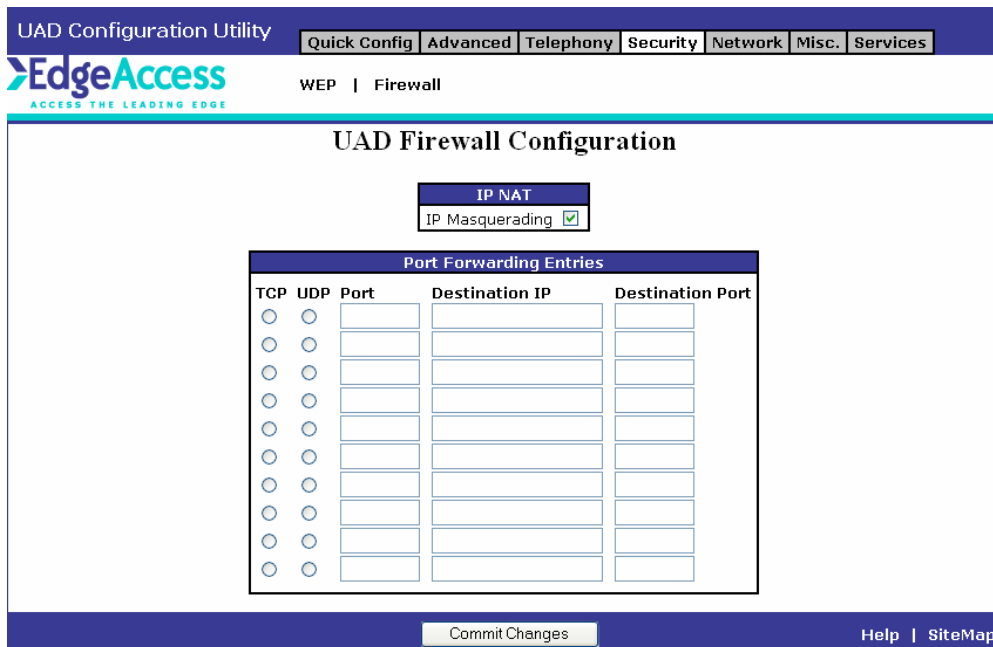 UAD Configuration Utility
Quick Config Advanced Telephony Security Network Misc. Services
EdgeAccess
ACCESS THE LEADING EDGE
WEP | Firewall
UAD Firewall Configuration
IP NAT
IP Masquerading
Port Forwarding Entries
TCP UDP Port Destination IP Destination Port
Commit Changes
Help | SiteMap